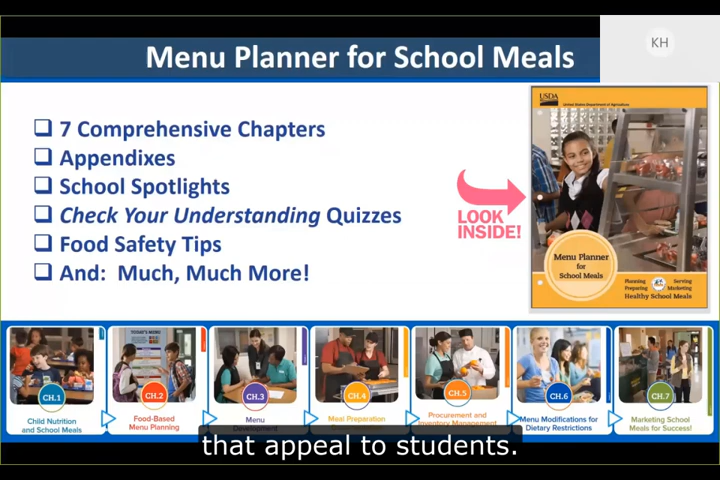 Menu Planner for School Meals
KH
7 Comprehensive Chapters
Appendixes
School Spotlights
Check Your Understanding Quizzes
Food Safety Tips
And: Much, Much More!
LOOK
INSIDE!
USDA
United States Department of Agriculture
Menu Planner
for
School Meals
Planning Serving
Preparing Marketing
Healthy School Meals
TODAY'S MENU
CH.1
Child Nutrition
and School Meals
CH.2
Food-Based
Menu Planning
CH.3
Menu
CH.4
Meal Preparation
CH.5
Procurement and
Inventory Management
CH.6
Menu Modifications for
Dietary Restrictions
CH.7
Marketing School
Meals for Success!
that appeal to students.